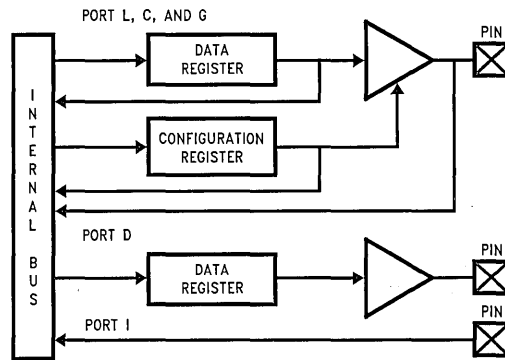 PORT L, C, AND G
PIN
DATA
REGISTER
INTERNAL BUS
CONFIGURATION
REGISTER
PORT D
PIN
DATA
REGISTER
PIN
PORT I